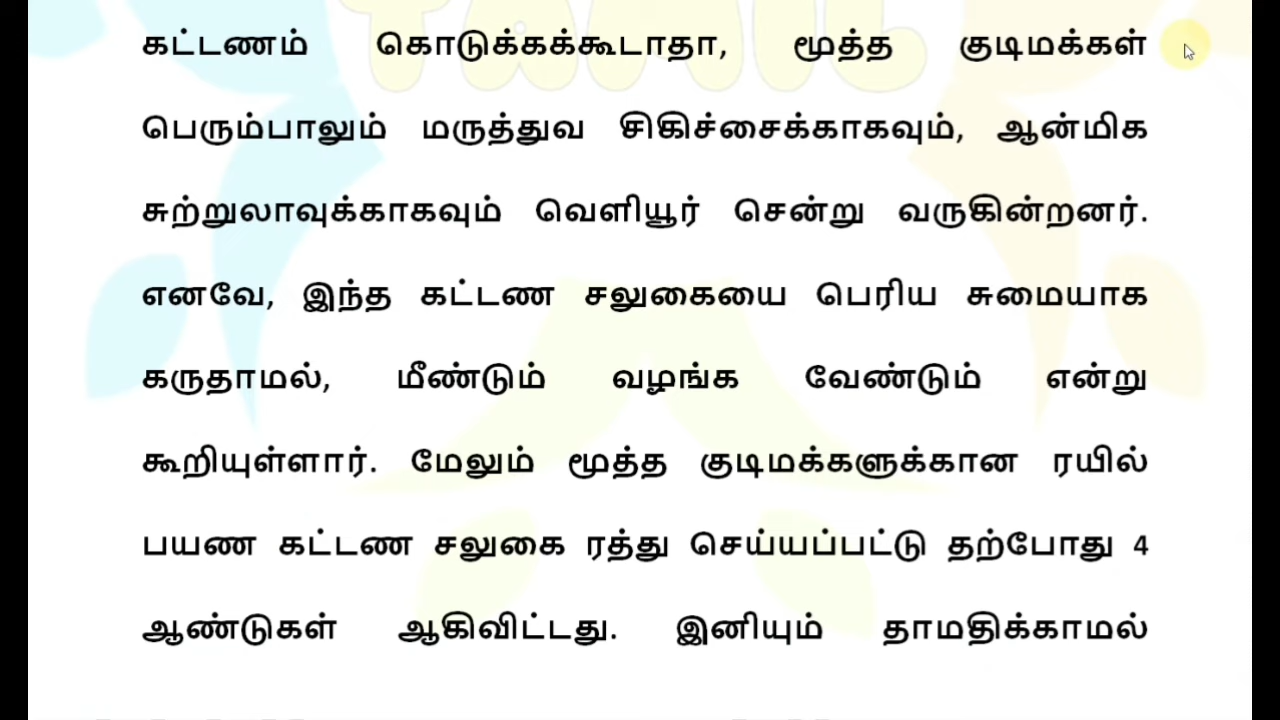 TAMIL
கட்டணம் கொடுக்கக்கூடாதா, மூத்த குடிமக்கள்
பெரும்பாலும் மருத்துவ சிகிச்சைக்காகவும், ஆன்மிக
சுற்றுலாவுக்காகவும் வெளியூர் சென்று வருகின்றனர்.
எனவே, இந்த கட்டண சலுகையை பெரிய சுமையாக
கருதாமல், மீண்டும் வழங்க வேண்டும் என்று
கூறியுள்ளார். மேலும் மூத்த குடிமக்களுக்கான ரயில்
பயண கட்டண சலுகை ரத்து செய்யப்பட்டு தற்போது 4
ஆண்டுகள் ஆகிவிட்டது. இனியும் தாமதிக்காமல்